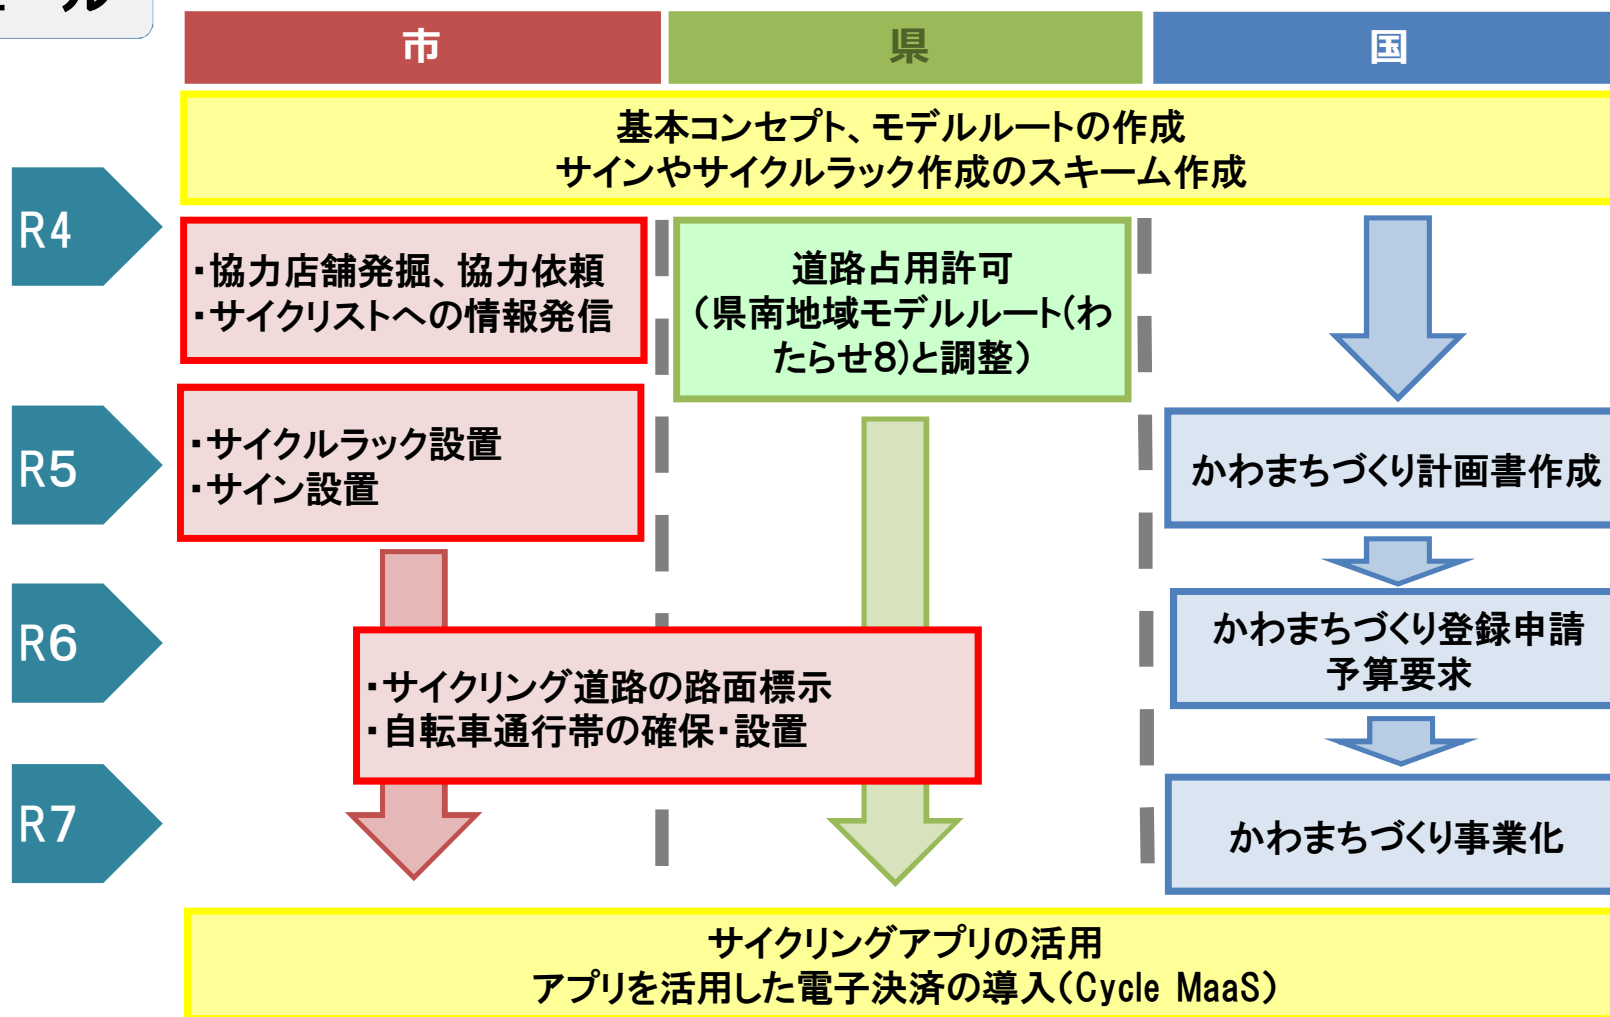 ール
市
県
国
基本コンセプト、モデルルートの作成
サインやサイクルラック作成のスキーム作成
R4
・協力店舗発掘、協力依頼
・サイクリストへの情報発信
道路占用許可
（県南地域モデルルート(わ
たらせ8)と調整）
R5
・サイクルラック設置
・サイン設置
かわまちづくり計画書作成
R6
かわまちづくり登録申請
予算要求
・サイクリング道路の路面標示
・自転車通行帯の確保・設置
R7
かわまちづくり事業化
サイクリングアプリの活用
アプリを活用した電子決済の導入(Cycle MaaS)